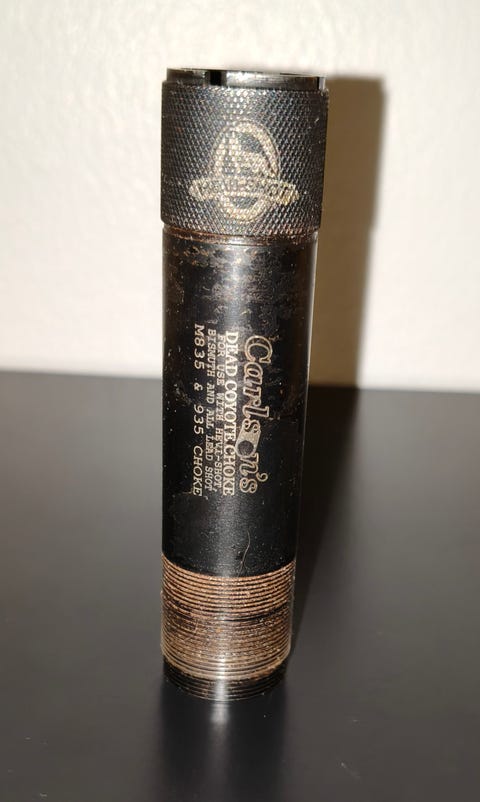 Carlson's
DEAD COYOTE CHOKE
FOR USE WITH HEVI-SHOT
BISMUTH AND ALL LEAD SHOT
M835 & 935 CHOKE